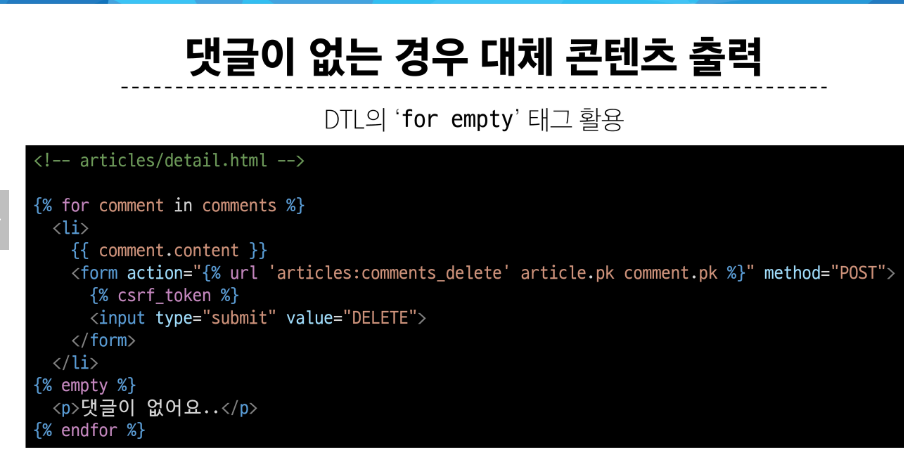 댓글이 없는 경우 대체 콘텐츠 출력
DTL의 ‘for empty’ 태그 활용
<!-- articles/detail.html -->
{% for comment in comments %}
<li>
{{ comment.content }}
<form action="{% url 'articles:comments_delete' article.pk comment.pk %}" method="POST">
{% csrf_token %}
<input type="submit" value="DELETE">
</form>
</li>
{% empty %}
<p>댓글이 없어요..</p>
{% endfor %}